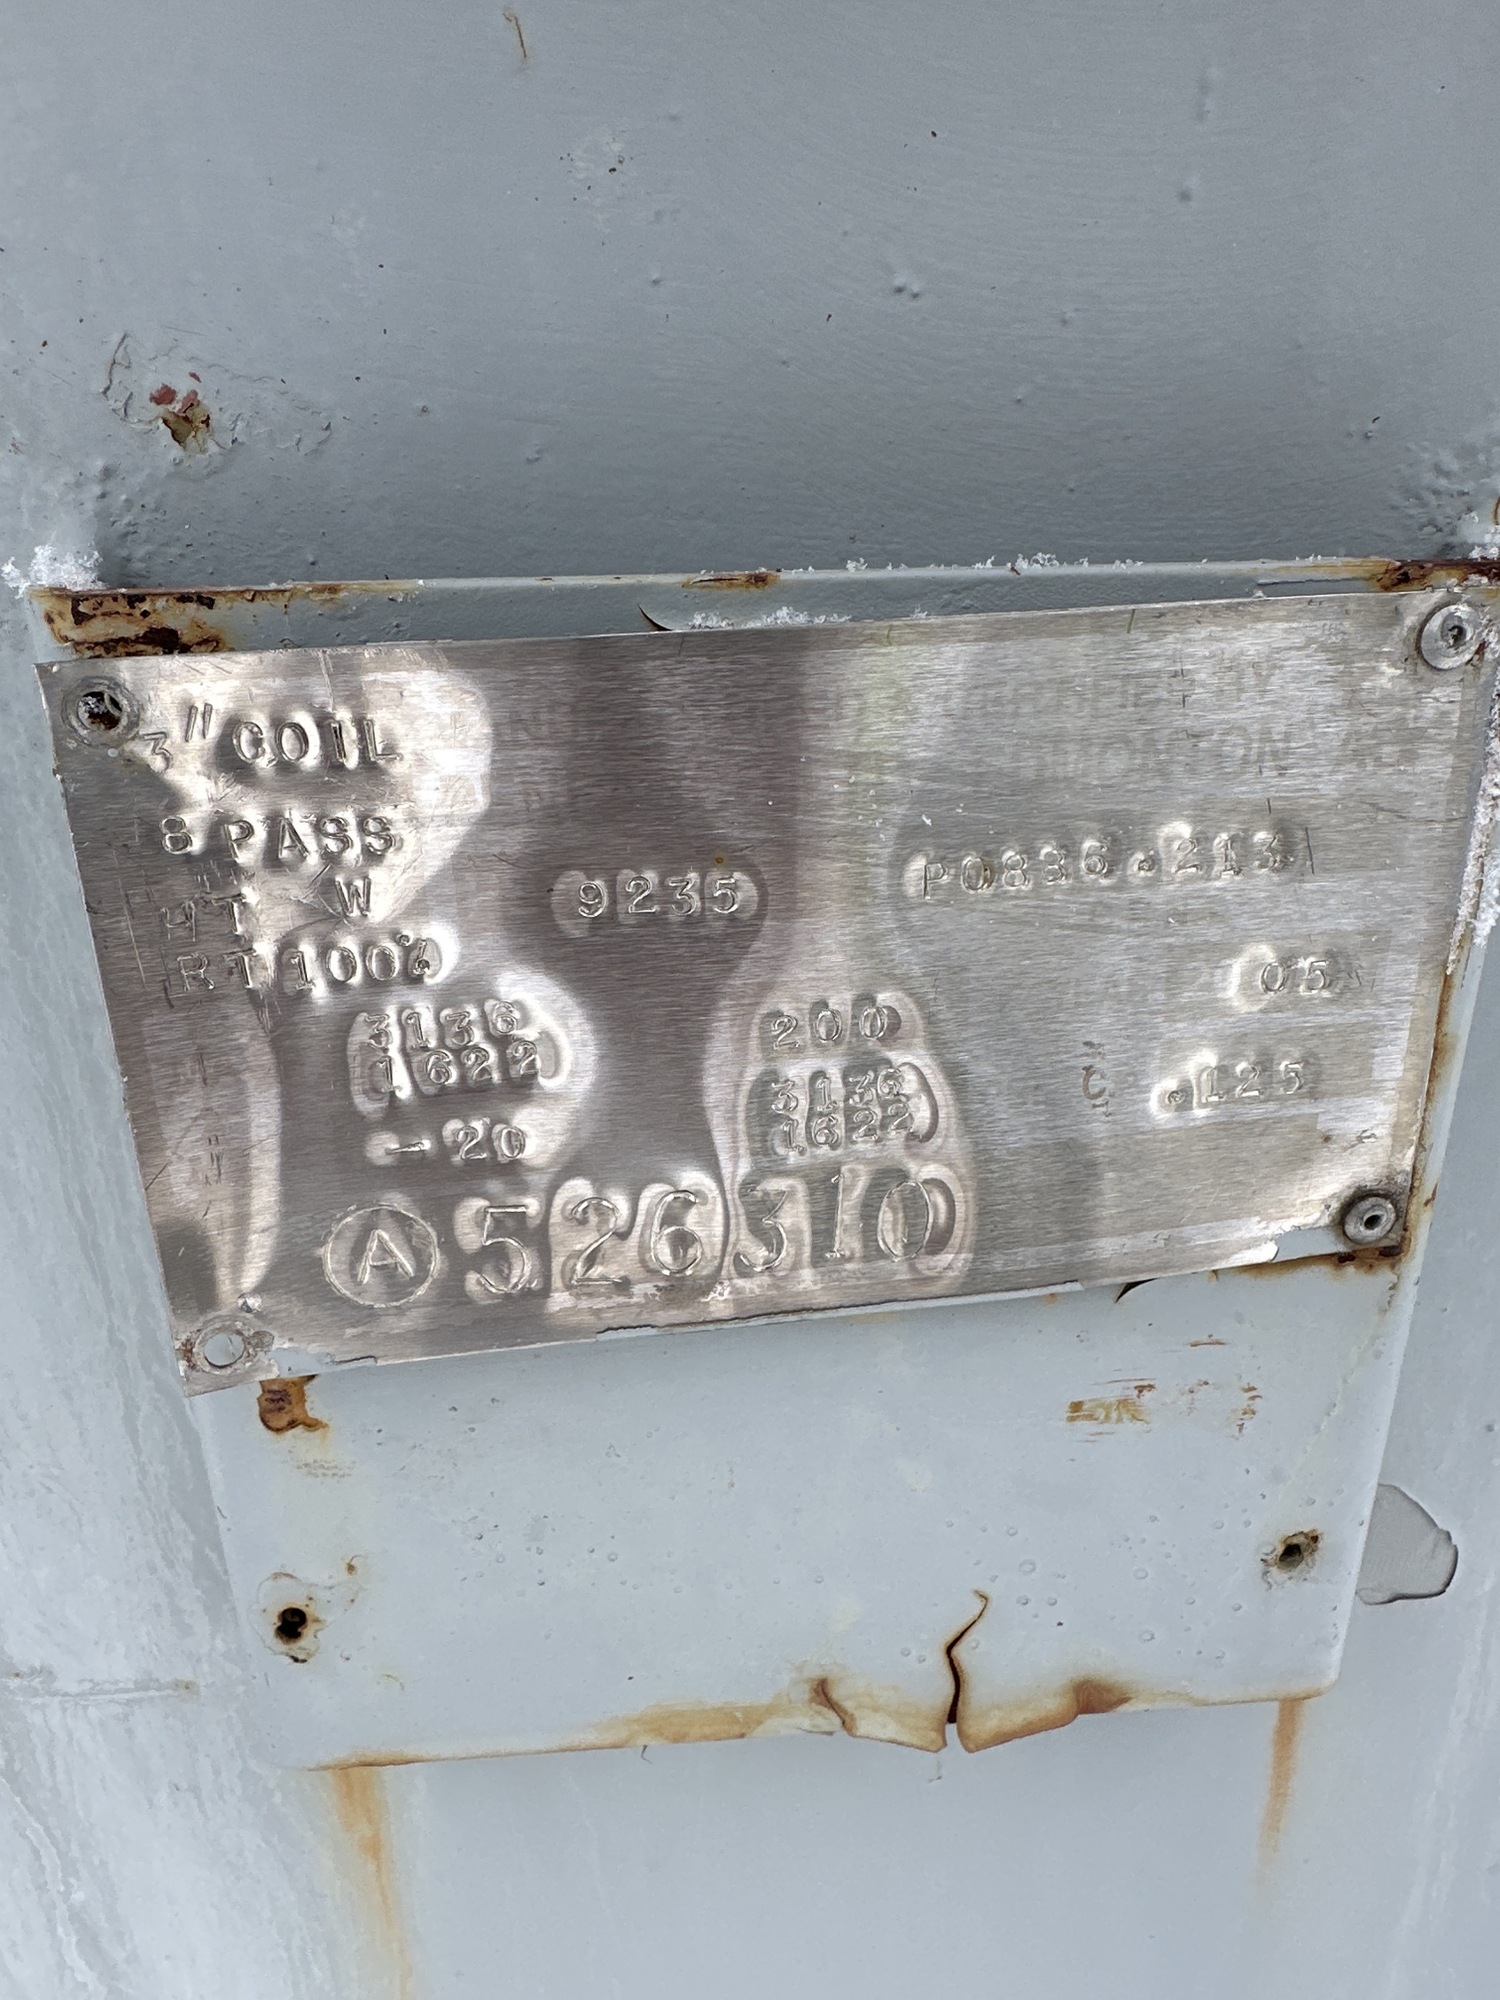 3" COIL
8 PASS
HT W
RT 100%
9235
P0836.213
05
3136
1622
200
3136
1622
C
.125
-20
A 526310